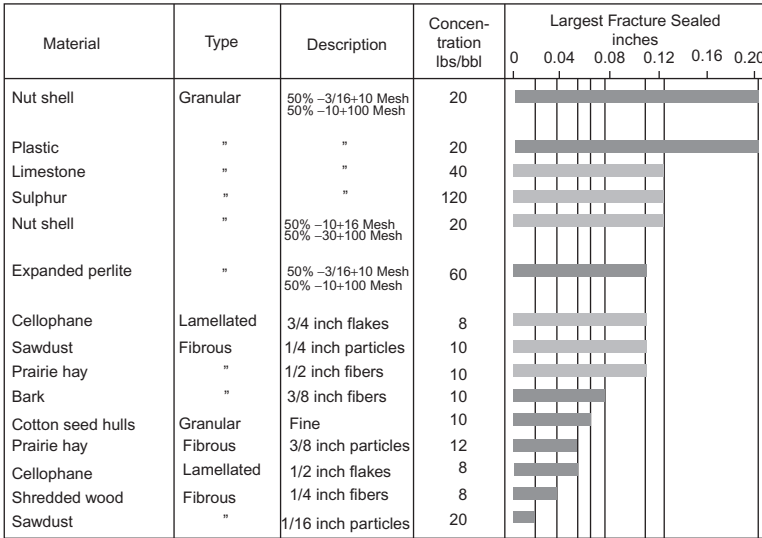 Material Type Description Concen-
tration
lbs/bbl Largest Fracture Sealed
inches
0 0.04 0.08 0.12 0.16 0.20
Nut shell Granular 50% −3/16+10 Mesh 20
50% −10+100 Mesh
Plastic ” ” 20
Limestone ” ” 40
Sulphur ” ” 120
Nut shell ” 50% −10+16 Mesh 20
50% −30+100 Mesh
Expanded perlite ” 50% −3/16+10 Mesh 60
50% −10+100 Mesh
Cellophane Lamellated 3/4 inch flakes 8
Sawdust Fibrous 1/4 inch particles 10
Prairie hay ” 1/2 inch fibers 10
Bark ” 3/8 inch fibers 10
Cotton seed hulls Granular Fine 10
Prairie hay Fibrous 3/8 inch particles 12
Cellophane Lamellated 1/2 inch flakes 8
Shredded wood Fibrous 1/4 inch fibers 8
Sawdust ” 1/16 inch particles 20